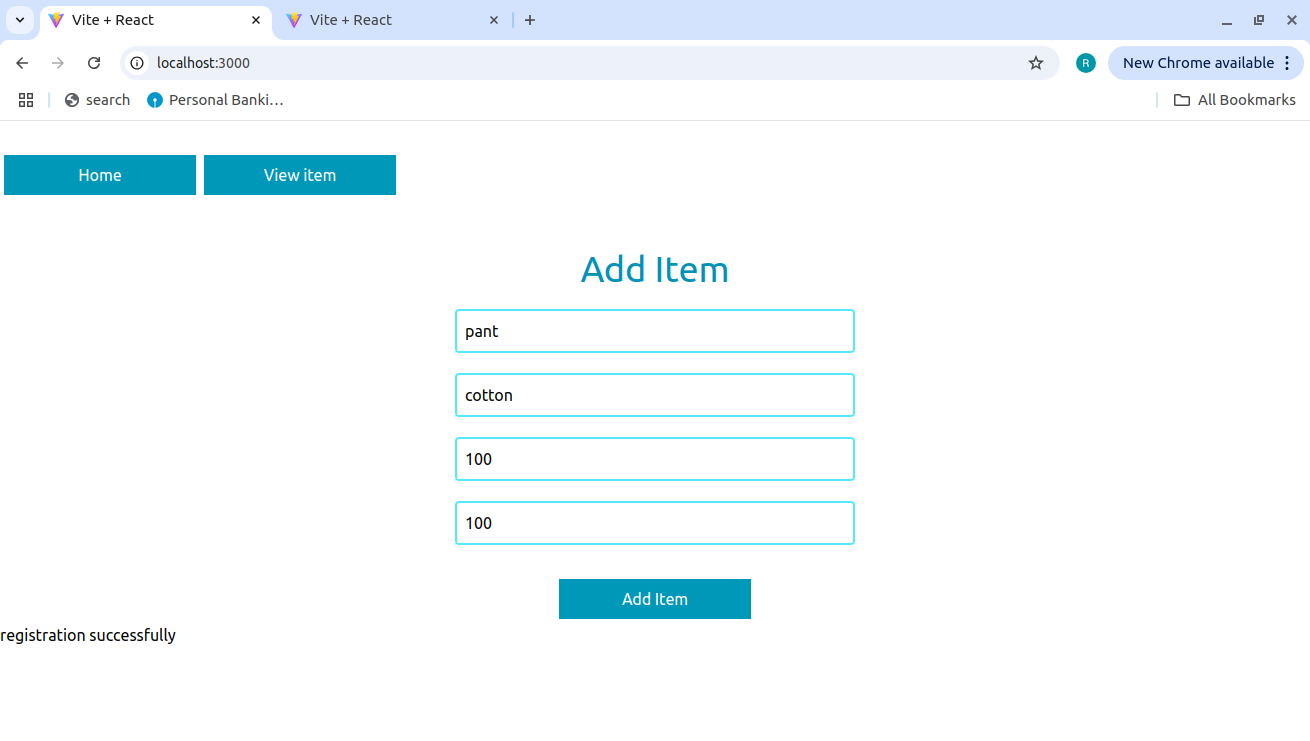 Vite + React
Vite + React
localhost:3000
R
New Chrome available
search
Personal Banki...
All Bookmarks
Home
View item
Add Item
pant
cotton
100
100
Add Item
registration successfully